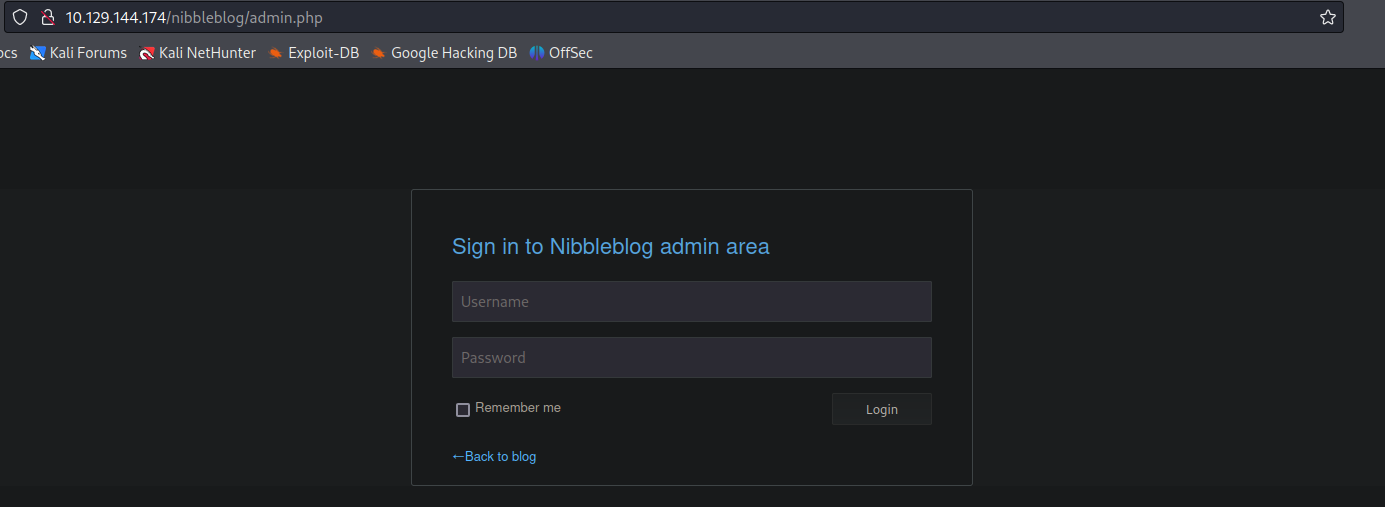 10.129.144.174/nibbleblog/admin.php
ocs Kali Forums Kali NetHunter Exploit-DB Google Hacking DB OffSec
Sign in to Nibbleblog admin area
Username
Password
Remember me Login
←Back to blog